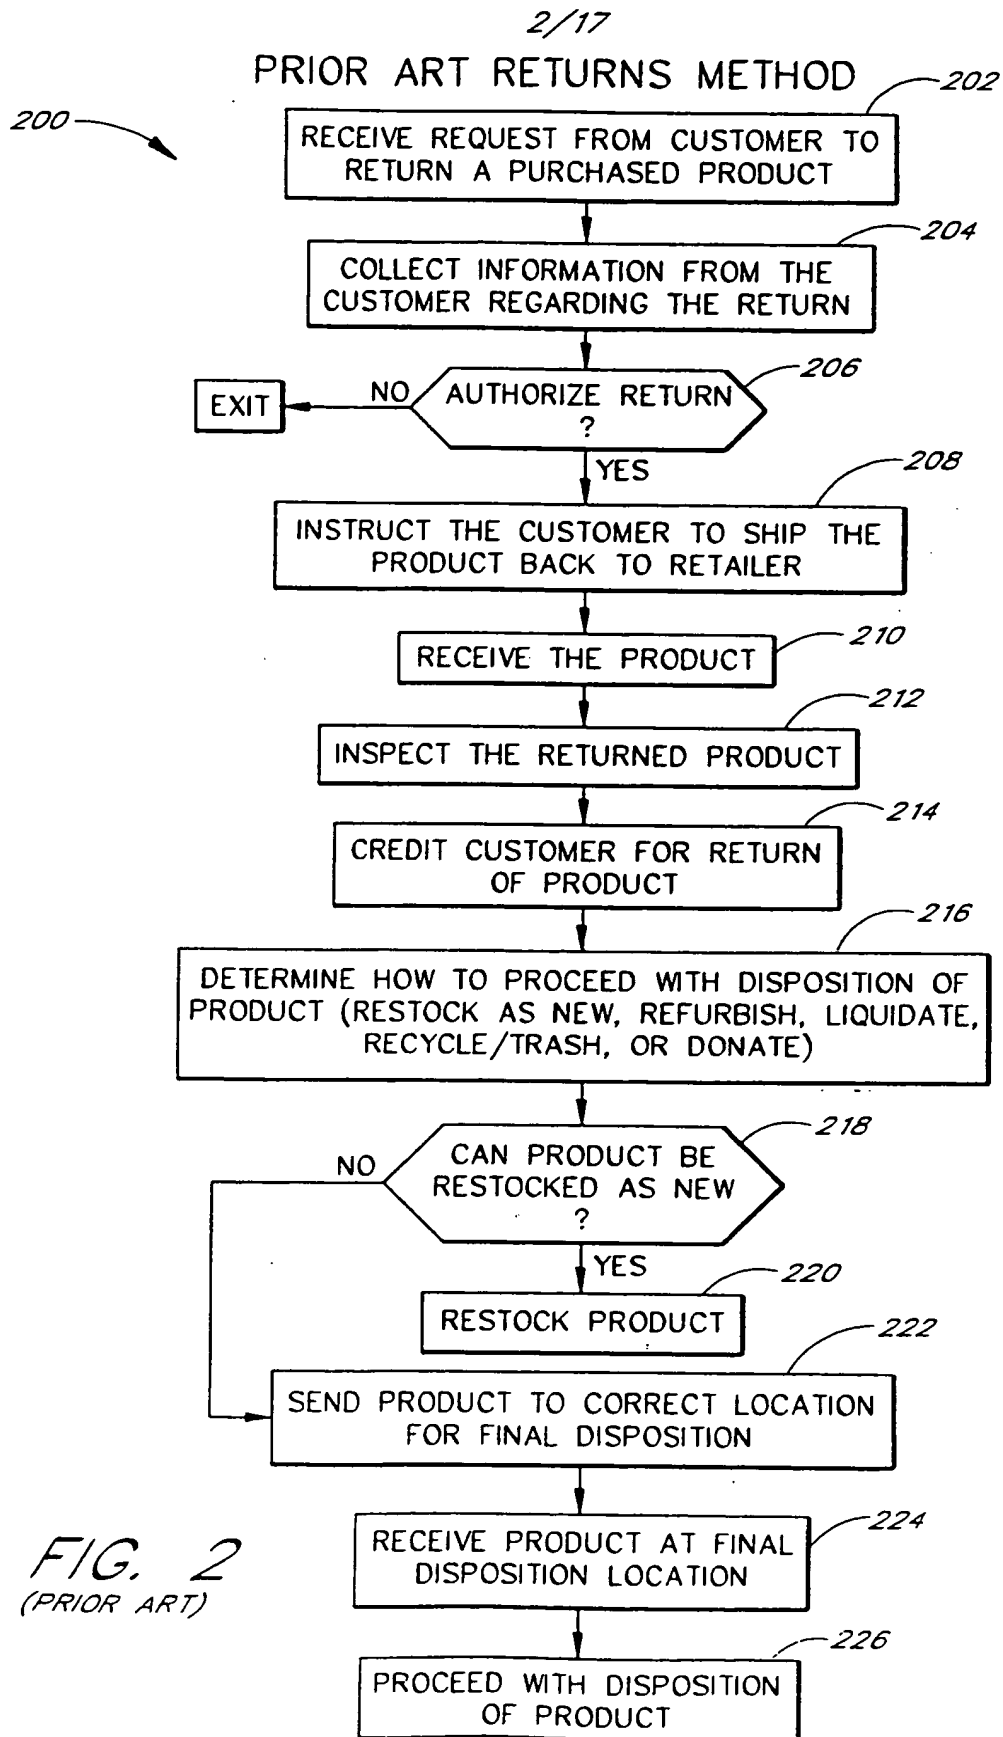 2/17
PRIOR ART RETURNS METHOD
200
202
RECEIVE REQUEST FROM CUSTOMER TO
RETURN A PURCHASED PRODUCT
204
COLLECT INFORMATION FROM THE
CUSTOMER REGARDING THE RETURN
206
AUTHORIZE RETURN
?
NO
EXIT
YES
208
INSTRUCT THE CUSTOMER TO SHIP THE
PRODUCT BACK TO RETAILER
210
RECEIVE THE PRODUCT
212
INSPECT THE RETURNED PRODUCT
214
CREDIT CUSTOMER FOR RETURN
OF PRODUCT
216
DETERMINE HOW TO PROCEED WITH DISPOSITION OF
PRODUCT (RESTOCK AS NEW, REFURBISH, LIQUIDATE,
RECYCLE/TRASH, OR DONATE)
218
CAN PRODUCT BE
RESTOCKED AS NEW
?
NO
YES
220
RESTOCK PRODUCT
222
SEND PRODUCT TO CORRECT LOCATION
FOR FINAL DISPOSITION
224
RECEIVE PRODUCT AT FINAL
DISPOSITION LOCATION
226
PROCEED WITH DISPOSITION
OF PRODUCT
FIG. 2
(PRIOR ART)